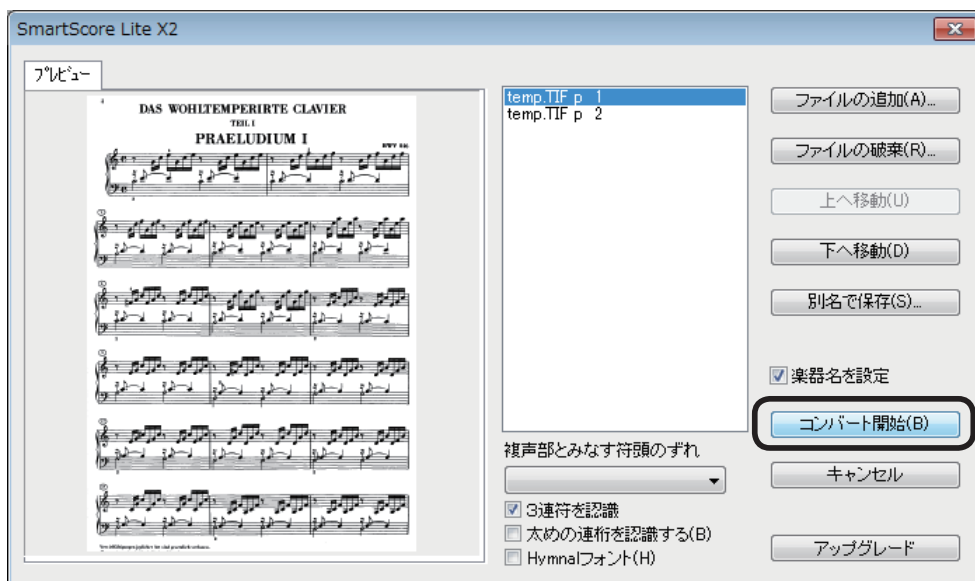 SmartScore Lite X2
プレビュー
4
DAS WOHLTEMPERIRTE CLAVIER
TEIL I
PRAELUDIUM I
temp.TIF p 1
temp.TIF p 2
ファイルの追加(A)...
ファイルの破棄(R)...
上へ移動(U)
下へ移動(D)
別名で保存(S)...
楽器名を設定
コンバート開始(B)
キャンセル
アップグレード
複声部とみなす符頭のずれ
3連符を認識
太めの連桁を認識する(B)
Hymnalフォント(H)